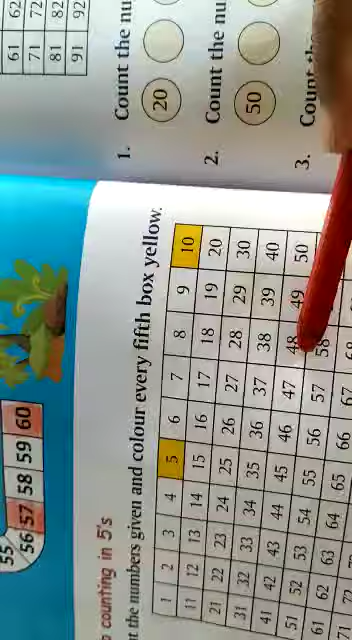 55
56 57 58 59 60
counting in 5's
the numbers given and colour every fifth box yellow.
1 2 3 4 5 6 7 8 9 10
11 12 13 14 15 16 17 18 19 20
21 22 23 24 25 26 27 28 29 30
31 32 33 34 35 36 37 38 39 40
41 42 43 44 45 46 47 48 49 50
51 52 53 54 55 56 57 58
61 62 63 64 65 66 67
72
61 62
71 72
81 82
91 92
1. Count the nu
20
2. Count the nu
50
3. Count